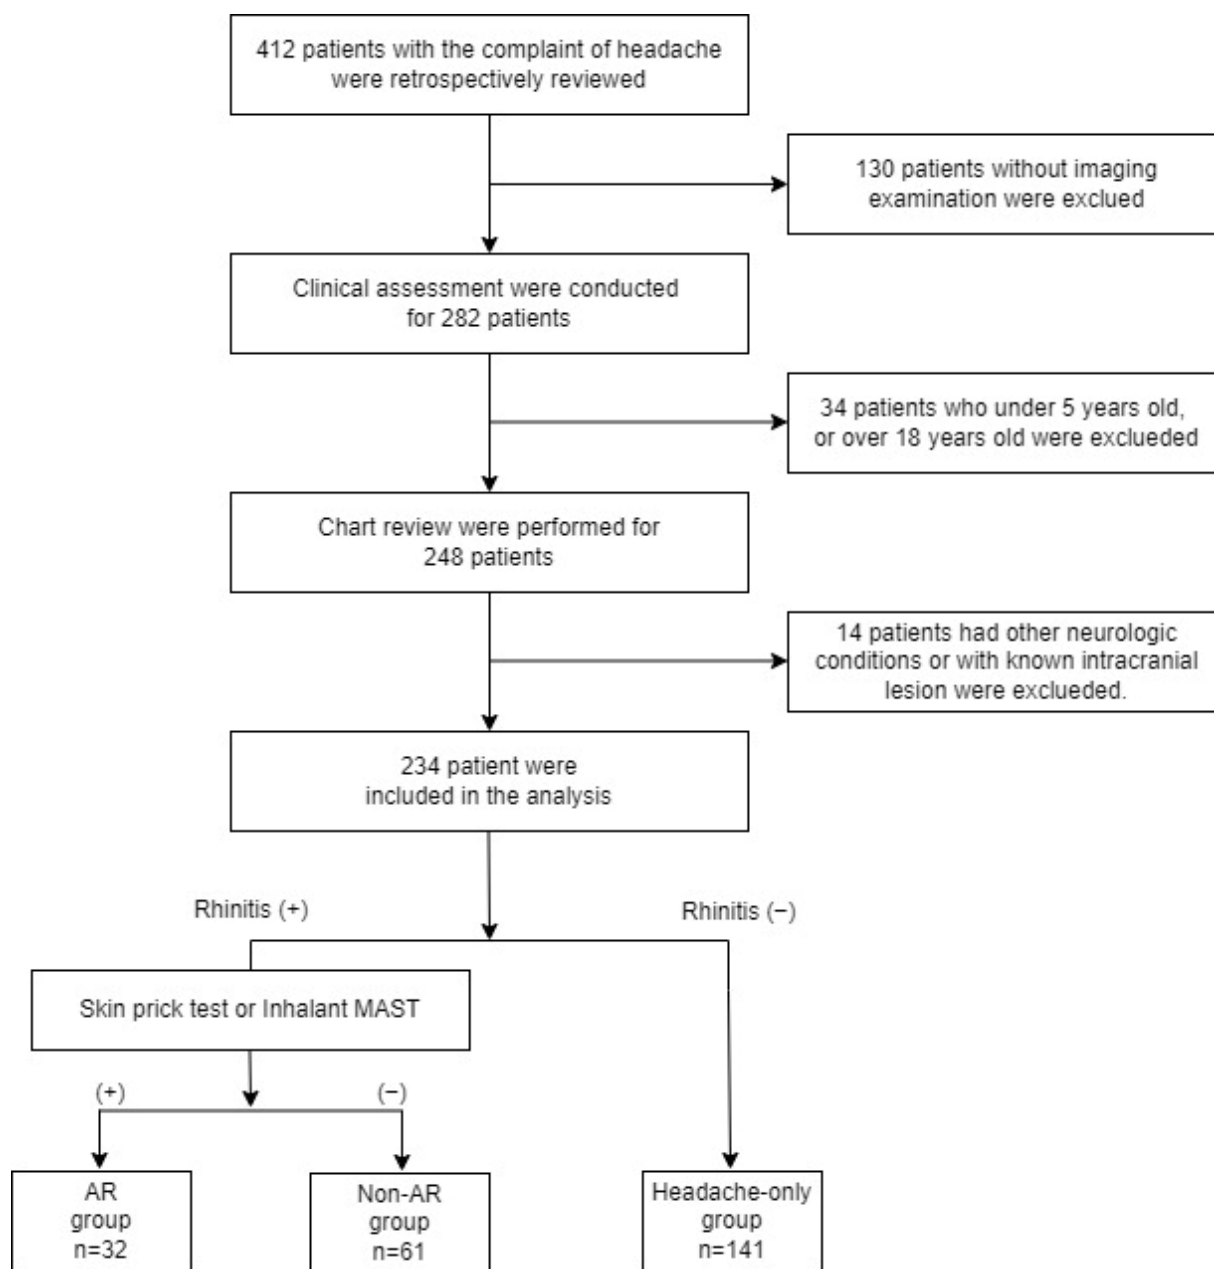 412 patients with the complaint of headache
were retrospectively reviewed
130 patients without imaging
examination were exclued
Clinical assessment were conducted
for 282 patients
34 patients who under 5 years old,
or over 18 years old were exclueded
Chart review were performed for
248 patients
14 patients had other neurologic
conditions or with known intracranial
lesion were exclueded.
234 patient were
included in the analysis
Rhinitis (+)
Rhinitis (−)
Skin prick test or Inhalant MAST
(+)
(−)
AR
group
n=32
Non-AR
group
n=61
Headache-only
group
n=141